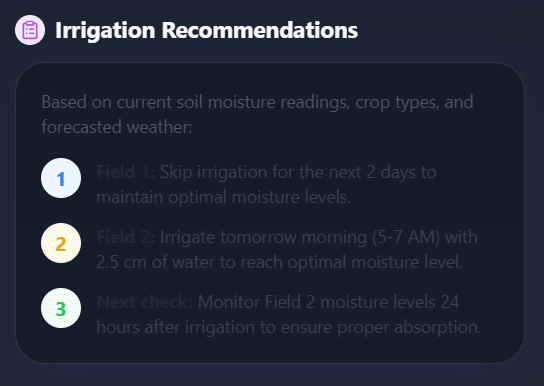 Irrigation Recommendations
Based on current soil moisture readings, crop types, and
forecasted weather:
1
Field 1: Skip irrigation for the next 2 days to
maintain optimal moisture levels.
2
Field 2: Irrigate tomorrow morning (5-7 AM) with
2.5 cm of water to reach optimal moisture level.
3
Next check: Monitor Field 2 moisture levels 24
hours after irrigation to ensure proper absorption.